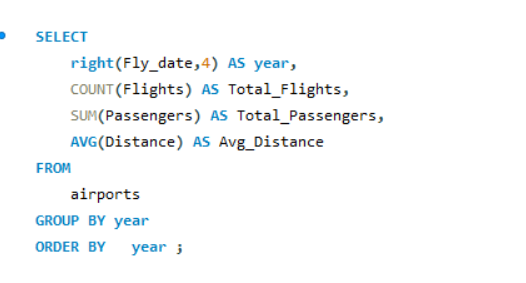 SELECT
right(Fly_date,4) AS year,
COUNT(Flights) AS Total_Flights,
SUM(Passengers) AS Total_Passengers,
AVG(Distance) AS Avg_Distance
FROM
airports
GROUP BY year
ORDER BY   year ;